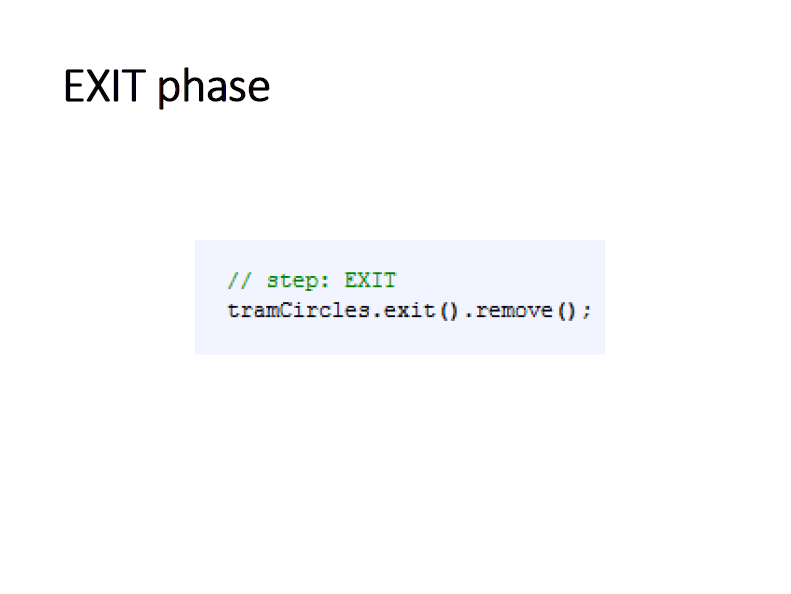 EXIT phase
// step: EXIT
tramCircles.exit().remove();